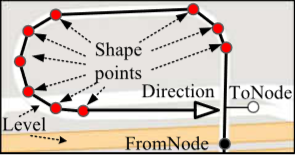 Shape
points
Direction
ToNode
Level
FromNode